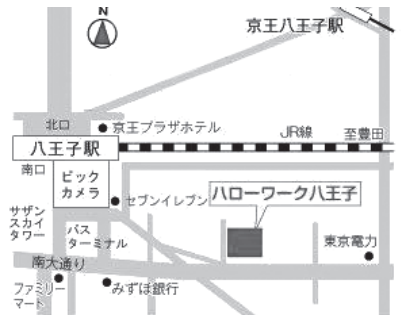 N
京王八王子駅
北口
京王プラザホテル
JR線
至豊田
八王子駅
南口
ビック
カメラ
セブンイレブン
ハローワーク八王子
サザン
スカイ
タワー
バス
ターミナル
東京電力
南大通り
ファミリー
マート
みずほ銀行